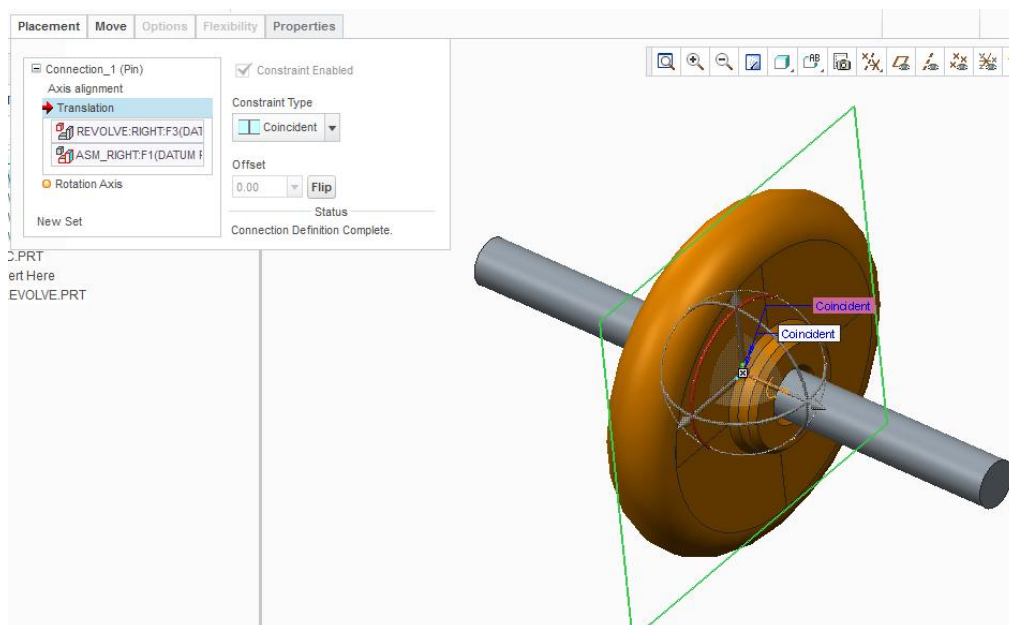 Placement Move Options Flexibility Properties
Connection_1 (Pin)
Axis alignment
Translation
REVOLVE:RIGHT:F3(DAT
ASM_RIGHT:F1(DATUM
Rotation Axis
New Set
Constraint Enabled
Constraint Type
Coincident
Offset
0.00 Flip
Status
Connection Definition Complete.
C.PRT
ert Here
EVOLVE.PRT
AB
Coincident
Coincident